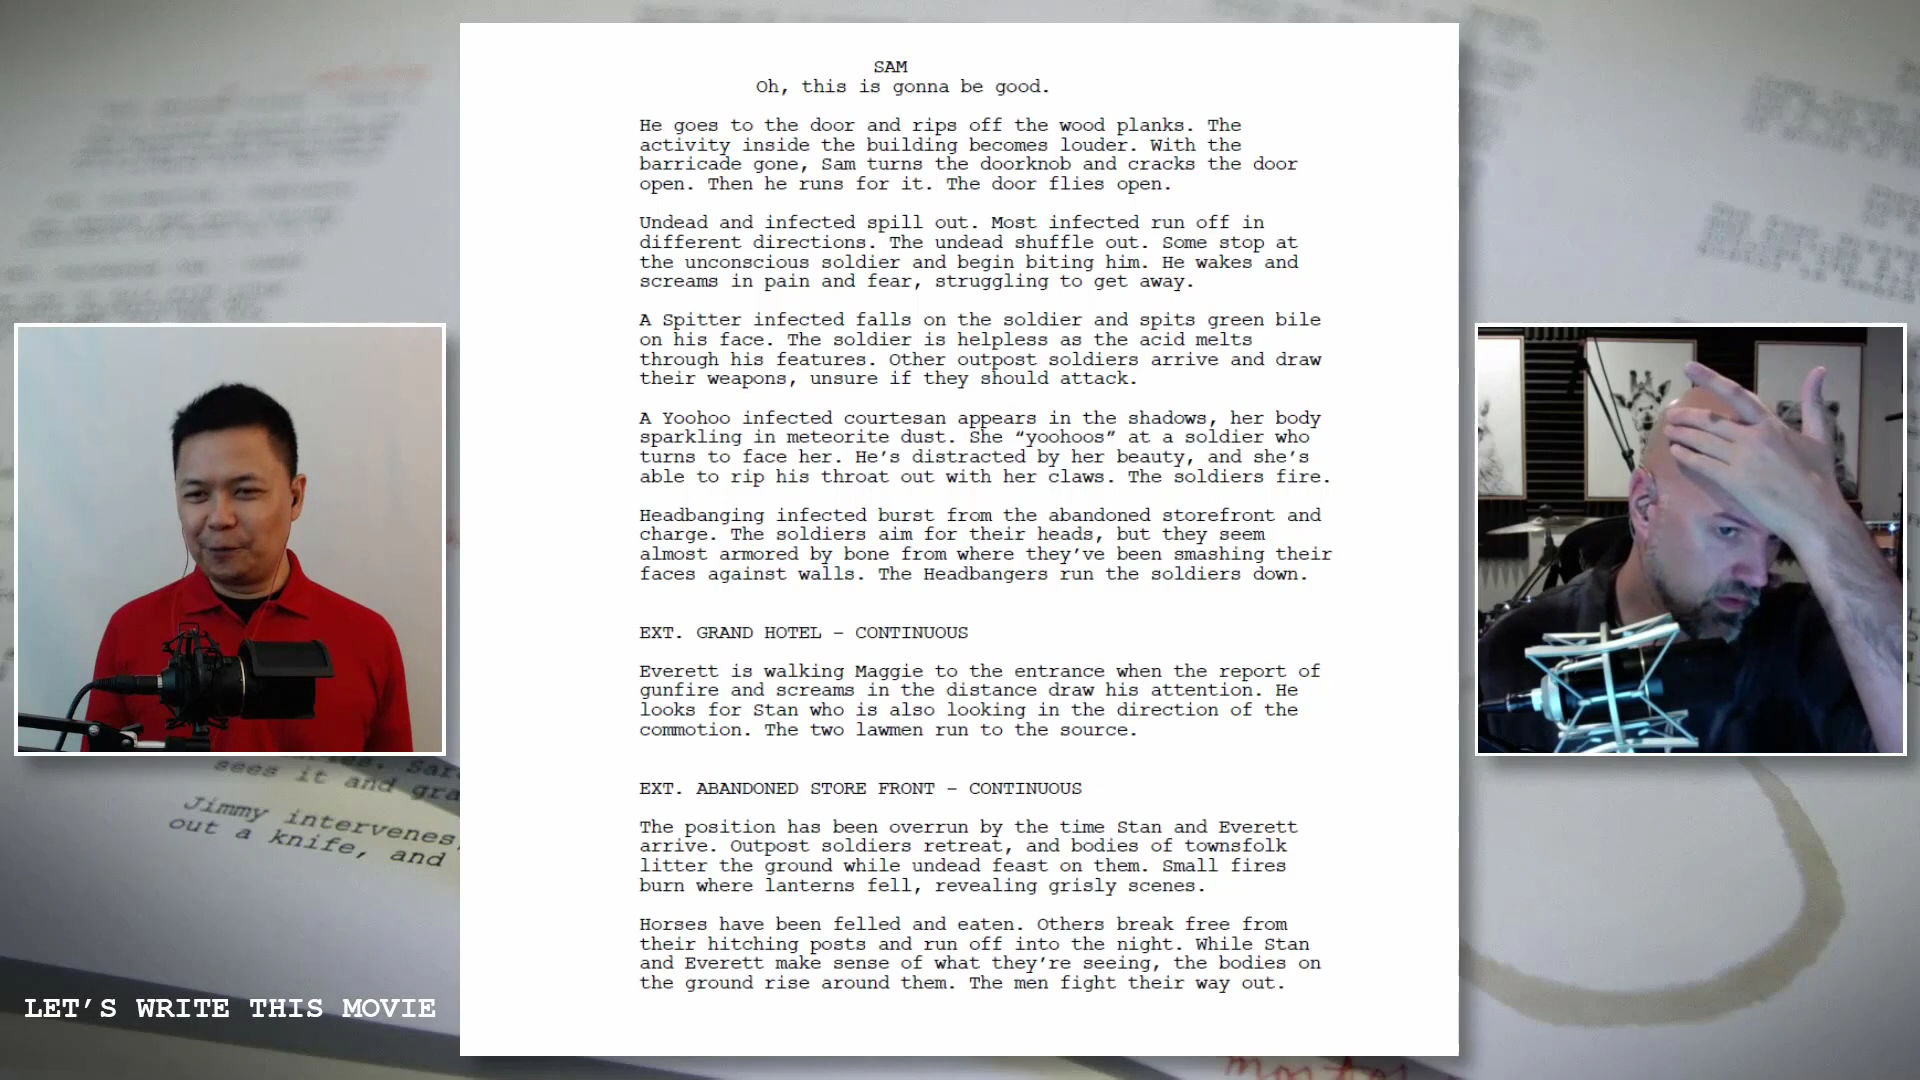 SAM
Oh, this is gonna be good.
He goes to the door and rips off the wood planks. The
activity inside the building becomes louder. With the
barricade gone, Sam turns the doorknob and cracks the door
open. Then he runs for it. The door flies open.
Undead and infected spill out. Most infected run off in
different directions. The undead shuffle out. Some stop at
the unconscious soldier and begin biting him. He wakes and
screams in pain and fear, struggling to get away.
A Spitter infected falls on the soldier and spits green bile
on his face. The soldier is helpless as the acid melts
through his features. Other outpost soldiers arrive and draw
their weapons, unsure if they should attack.
A Yoohoo infected courtesan appears in the shadows, her body
sparkling in meteorite dust. She “yoohoos” at a soldier who
turns to face her. He’s distracted by her beauty, and she’s
able to rip his throat out with her claws. The soldiers fire.
Headbanging infected burst from the abandoned storefront and
charge. The soldiers aim for their heads, but they seem
almost armored by bone from where they’ve been smashing their
faces against walls. The Headbangers run the soldiers down.
EXT. GRAND HOTEL – CONTINUOUS
Everett is walking Maggie to the entrance when the report of
gunfire and screams in the distance draw his attention. He
looks for Stan who is also looking in the direction of the
commotion. The two lawmen run to the source.
EXT. ABANDONED STORE FRONT – CONTINUOUS
The position has been overrun by the time Stan and Everett
arrive. Outpost soldiers retreat, and bodies of townsfolk
litter the ground while undead feast on them. Small fires
burn where lanterns fell, revealing grisly scenes.
Horses have been felled and eaten. Others break free from
their hitching posts and run off into the night. While Stan
and Everett make sense of what they’re seeing, the bodies on
the ground rise around them. The men fight their way out.
sees it and gra
Jimmy intervenes
out a knife, and
LET’S WRITE THIS MOVIE